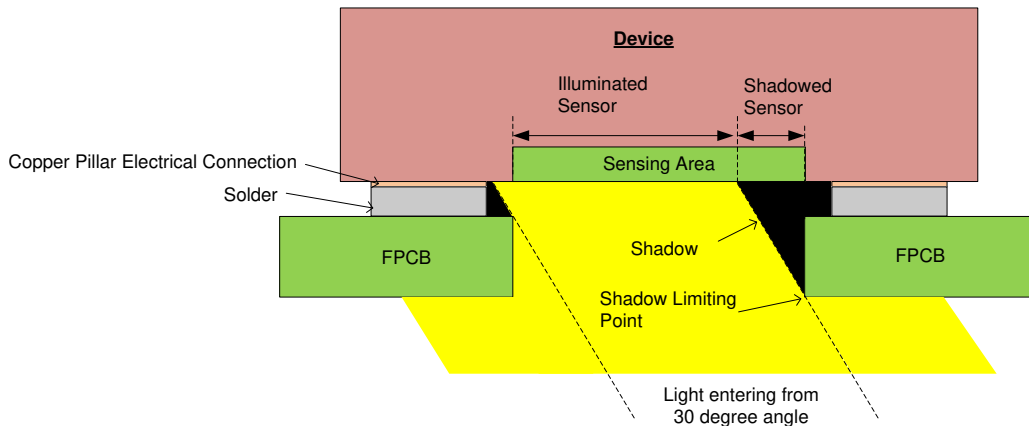 Device
Illuminated
Sensor
Shadowed
Sensor
Copper Pillar Electrical Connection
Sensing Area
Solder
FPCB
Shadow
FPCB
Shadow Limiting
Point
Light entering from
30 degree angle